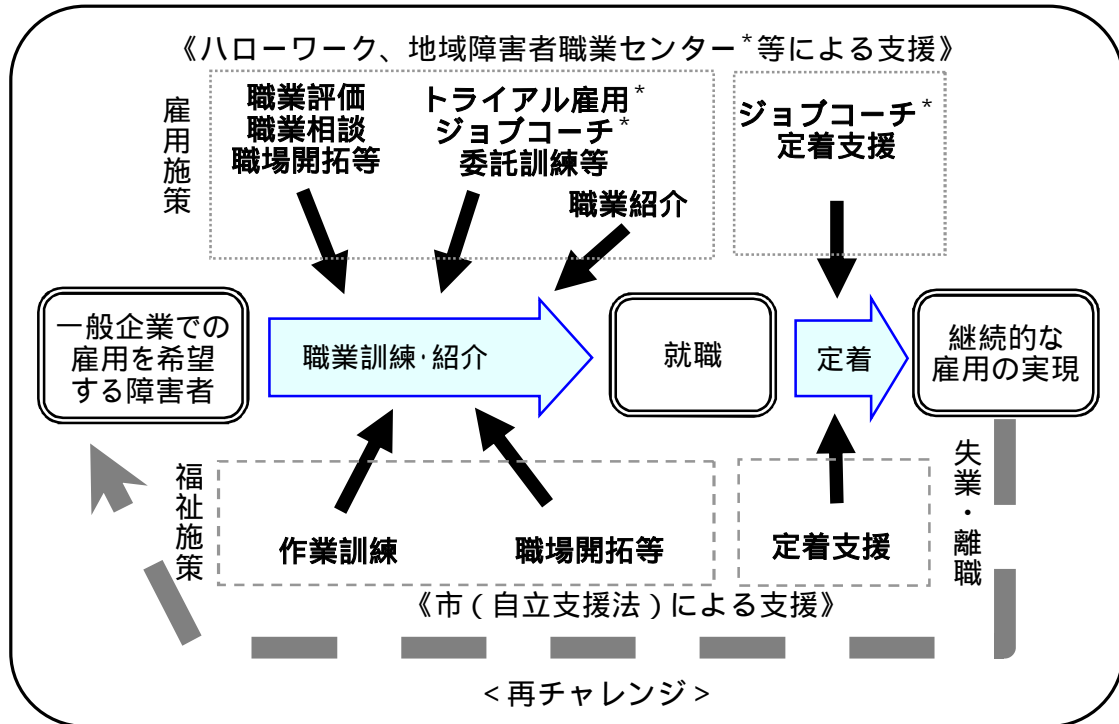 《ハローワーク、地域障害者職業センター*等による支援》
雇用施策
職業評価
職業相談
職場開拓等
トライアル雇用*
ジョブコーチ*
委託訓練等
職業紹介
ジョブコーチ*
定着支援
一般企業での
雇用を希望
する障害者
職業訓練･紹介
就職
定着
継続的な
雇用の実現
福祉施策
作業訓練
職場開拓等
定着支援
失業・離職
《市(自立支援法)による支援》
<再チャレンジ>